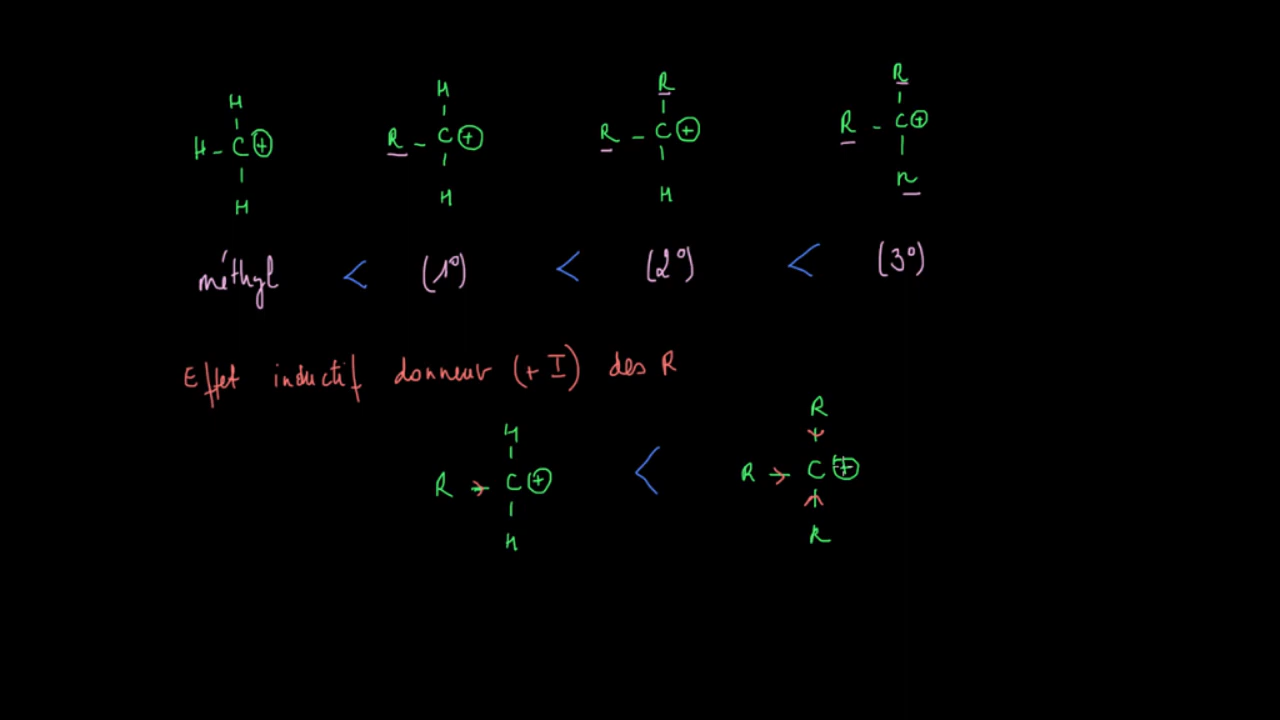 H H R R
H - C ⊕ R - C ⊕ R - C ⊕ R - C ⊕
H H H R
méthyl < (1°) < (2°) < (3°)
Effet inductif donneur (+ I) des R
H R
R → C ⊕ < R → C ⊕
H R